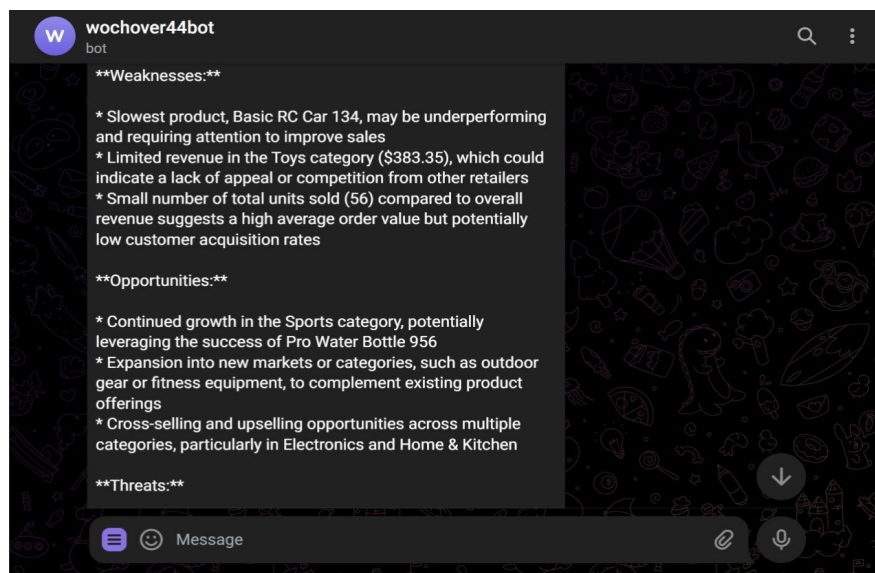 W
wochover44bot
bot
**Weaknesses:**
* Slowest product, Basic RC Car 134, may be underperforming
and requiring attention to improve sales
* Limited revenue in the Toys category ($383.35), which could
indicate a lack of appeal or competition from other retailers
* Small number of total units sold (56) compared to overall
revenue suggests a high average order value but potentially
low customer acquisition rates
**Opportunities:**
* Continued growth in the Sports category, potentially
leveraging the success of Pro Water Bottle 956
* Expansion into new markets or categories, such as outdoor
gear or fitness equipment, to complement existing product
offerings
* Cross-selling and upselling opportunities across multiple
categories, particularly in Electronics and Home & Kitchen
**Threats:**
Message